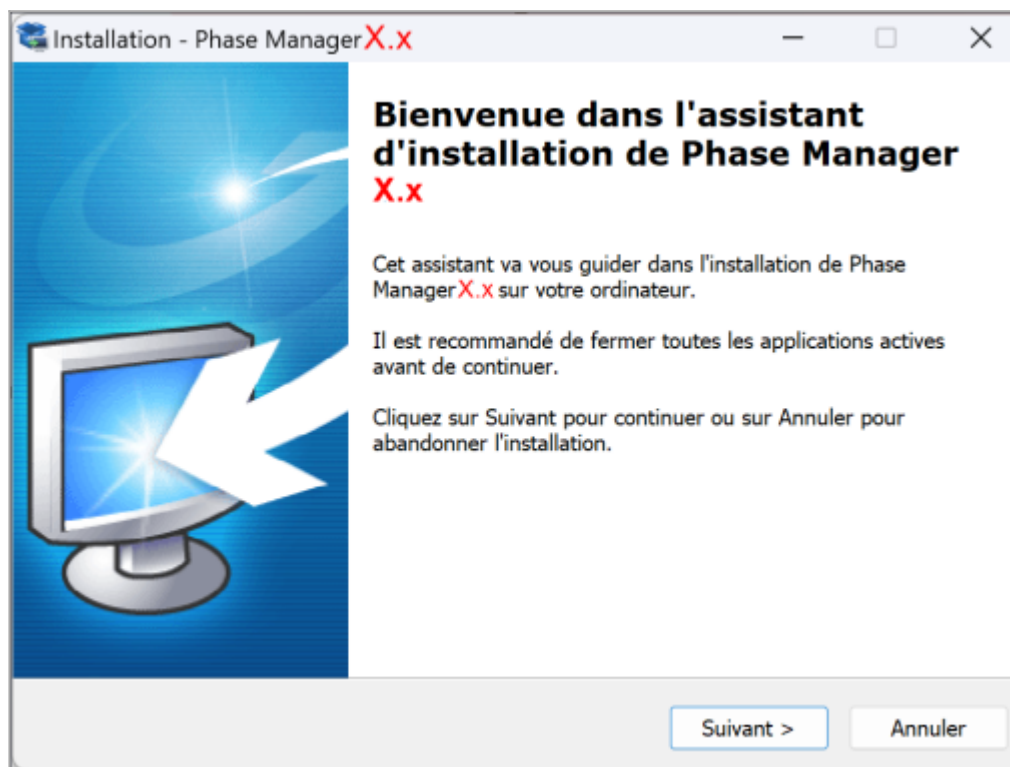 Installation - Phase Manager X.x
Bienvenue dans l'assistant
d'installation de Phase Manager
X.x
Cet assistant va vous guider dans l'installation de Phase
Manager X.x sur votre ordinateur.
Il est recommandé de fermer toutes les applications actives
avant de continuer.
Cliquez sur Suivant pour continuer ou sur Annuler pour
abandonner l'installation.
Suivant >
Annuler